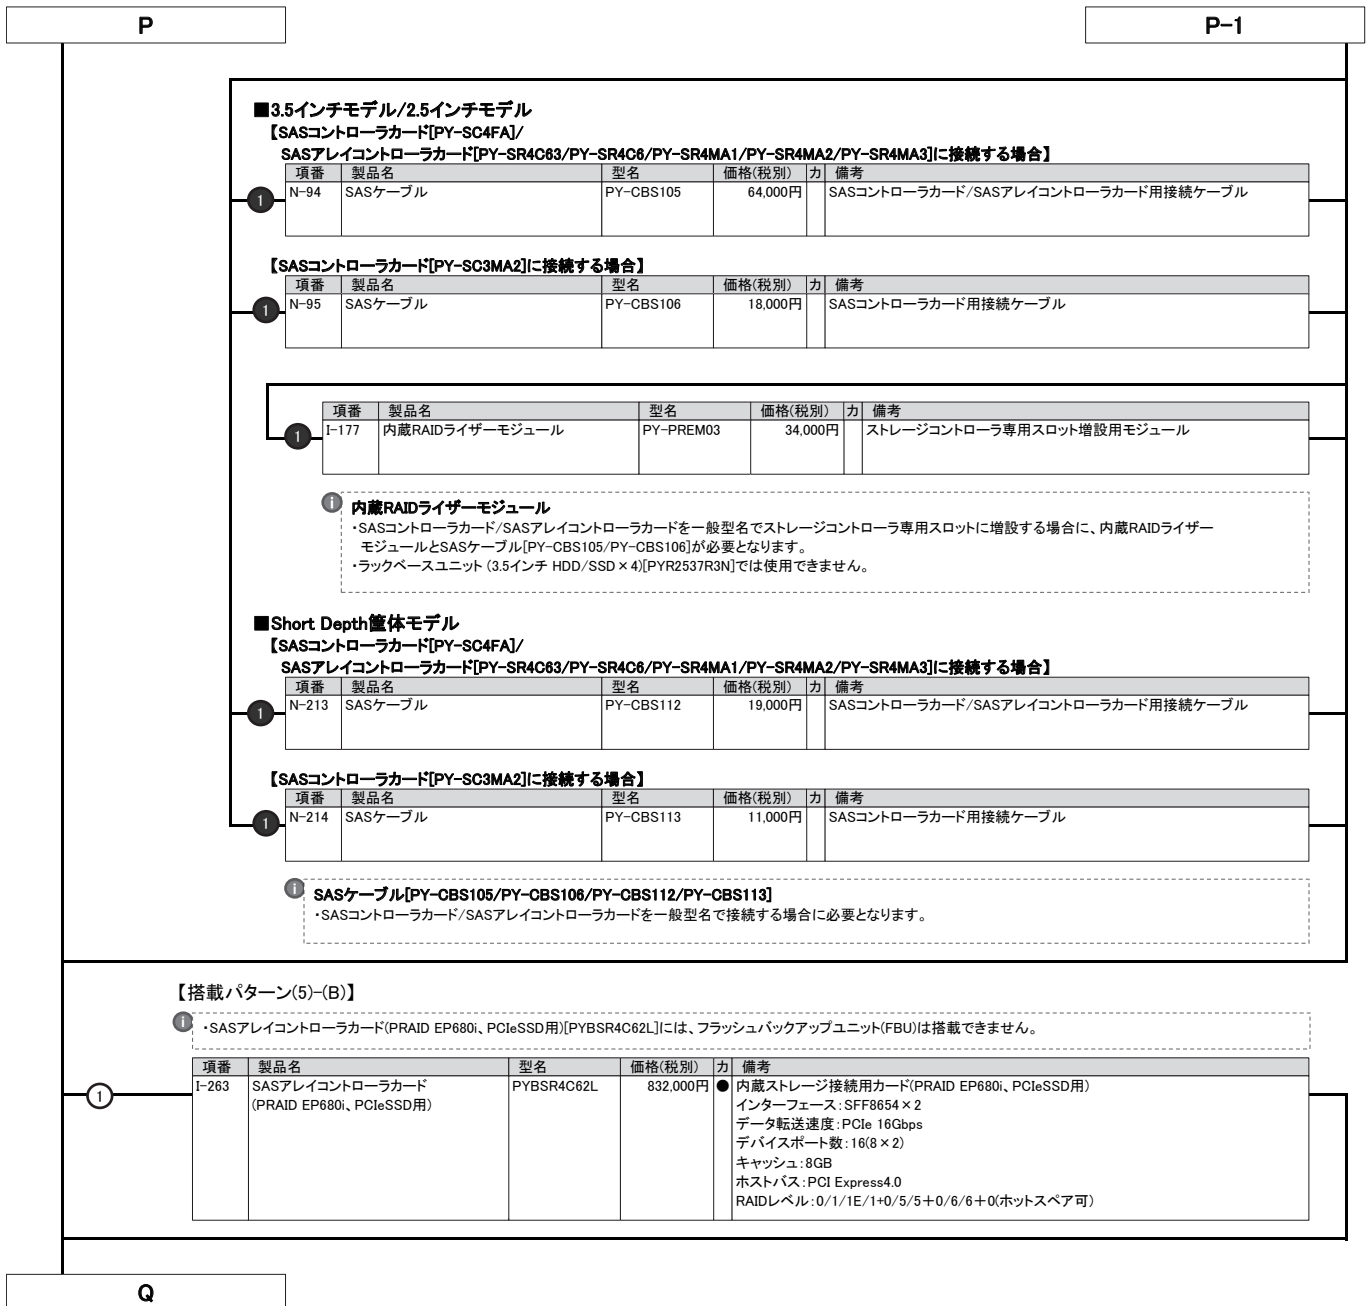 P
P-1
■3.5インチモデル/2.5インチモデル
【SASコントローラカード[PY-SC4FA]/
SASアレイコントローラカード[PY-SR4C63/PY-SR4C6/PY-SR4MA1/PY-SR4MA2/PY-SR4MA3]に接続する場合】
項番 製品名 型名 価格(税別) カ 備考
1 N-94 SASケーブル PY-CBS105 64,000円 SASコントローラカード/SASアレイコントローラカード用接続ケーブル
【SASコントローラカード[PY-SC3MA2]に接続する場合】
項番 製品名 型名 価格(税別) カ 備考
1 N-95 SASケーブル PY-CBS106 18,000円 SASコントローラカード用接続ケーブル
項番 製品名 型名 価格(税別) カ 備考
1 I-177 内蔵RAIDライザーモジュール PY-PREM03 34,000円 ストレージコントローラ専用スロット増設用モジュール
i 内蔵RAIDライザーモジュール
・SASコントローラカード/SASアレイコントローラカードを一般型名でストレージコントローラ専用スロットに増設する場合に、内蔵RAIDライザー
モジュールとSASケーブル[PY-CBS105/PY-CBS106]が必要となります。
・ラックベースユニット (3.5インチ HDD/SSD×4)[PYR2537R3N]では使用できません。
■Short Depth筐体モデル
【SASコントローラカード[PY-SC4FA]/
SASアレイコントローラカード[PY-SR4C63/PY-SR4C6/PY-SR4MA1/PY-SR4MA2/PY-SR4MA3]に接続する場合】
項番 製品名 型名 価格(税別) カ 備考
1 N-213 SASケーブル PY-CBS112 19,000円 SASコントローラカード/SASアレイコントローラカード用接続ケーブル
【SASコントローラカード[PY-SC3MA2]に接続する場合】
項番 製品名 型名 価格(税別) カ 備考
1 N-214 SASケーブル PY-CBS113 11,000円 SASコントローラカード用接続ケーブル
i SASケーブル[PY-CBS105/PY-CBS106/PY-CBS112/PY-CBS113]
・SASコントローラカード/SASアレイコントローラカードを一般型名で接続する場合に必要となります。
【搭載パターン(5)-(B)】
i ・SASアレイコントローラカード(PRAID EP680i、PCIeSSD用)[PYBSR4C62L]には、フラッシュバックアップユニット(FBU)は搭載できません。
項番 製品名 型名 価格(税別) カ 備考
1 I-263 SASアレイコントローラカード PYBSR4C62L 832,000円 ● 内蔵ストレージ接続用カード(PRAID EP680i、PCIeSSD用)
(PRAID EP680i、PCIeSSD用) インターフェース:SFF8654×2
データ転送速度:PCIe 16Gbps
デバイスポート数:16(8×2)
キャッシュ:8GB
ホストバス:PCI Express4.0
RAIDレベル:0/1/1E/1+0/5/5+0/6/6+0(ホットスペア可)
Q